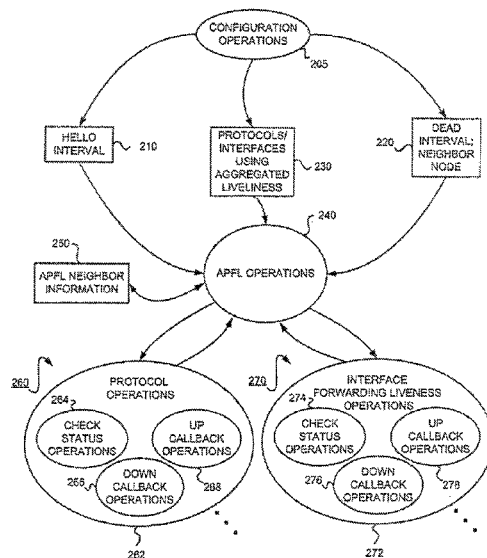 CONFIGURATION
OPERATIONS
205
HELLO
INTERVAL
210
PROTOCOLS/
INTERFACES
USING
AGGREGATED
LIVELINESS
230
220
DEAD
INTERVAL;
NEIGHBOR
NODE
240
250
APFL NEIGHBOR
INFORMATION
APFL OPERATIONS
260
PROTOCOL
OPERATIONS
264
CHECK
STATUS
OPERATIONS
UP
CALLBACK
OPERATIONS
266
DOWN
CALLBACK
OPERATIONS
268
262
270
INTERFACE
FORWARDING LIVENESS
OPERATIONS
274
CHECK
STATUS
OPERATIONS
UP
CALLBACK
OPERATIONS
276
DOWN
CALLBACK
OPERATIONS
278
272